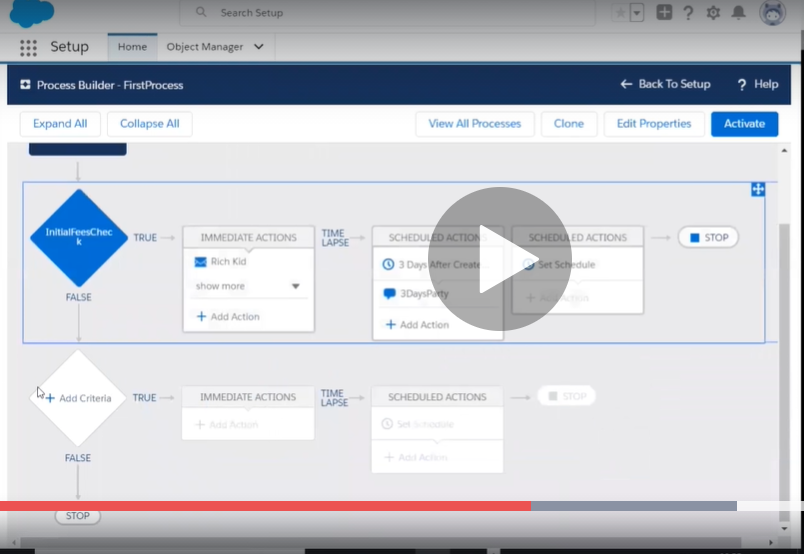 Search Setup
Setup
Home
Object Manager
Process Builder - FirstProcess
Back To Setup
? Help
Expand All
Collapse All
View All Processes
Clone
Edit Properties
Activate
InitialFeesChec
k
TRUE
IMMEDIATE ACTIONS
Rich Kid
show more
+ Add Action
TIME
LAPSE
SCHEDULED ACTIONS
3 Days After Create...
3DaysParty
+ Add Action
SCHEDULED ACTIONS
Set Schedule
+ Add Action
STOP
FALSE
+ Add Criteria
TRUE
IMMEDIATE ACTIONS
+ Add Action
TIME
LAPSE
SCHEDULED ACTIONS
Set Schedule
+ Add Action
STOP
FALSE
STOP